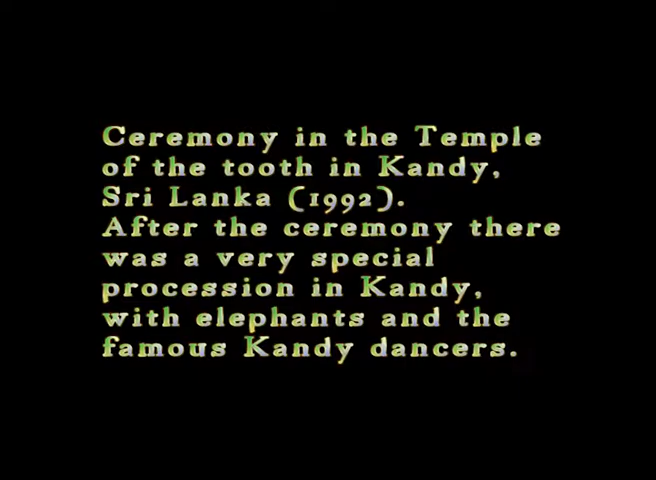 Ceremony in the Temple
of the tooth in Kandy,
Sri Lanka (1992).
After the ceremony there
was a very special
procession in Kandy,
with elephants and the
famous Kandy dancers.